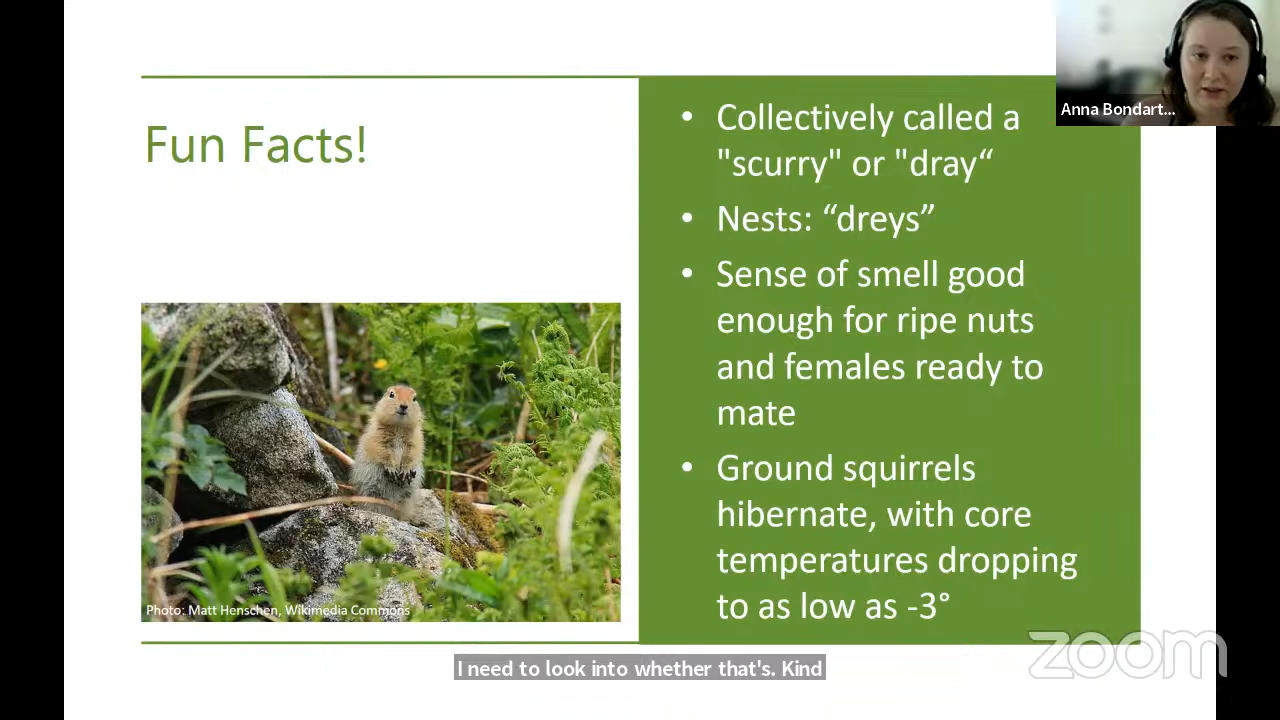 Anna Bondart...
Fun Facts!
• Collectively called a
"scurry" or "dray“
• Nests: “dreys”
• Sense of smell good
enough for ripe nuts
and females ready to
mate
• Ground squirrels
hibernate, with core
temperatures dropping
to as low as -3°
Photo: Matt Henschen, Wikimedia Commons
I need to look into whether that's. Kind
zoom